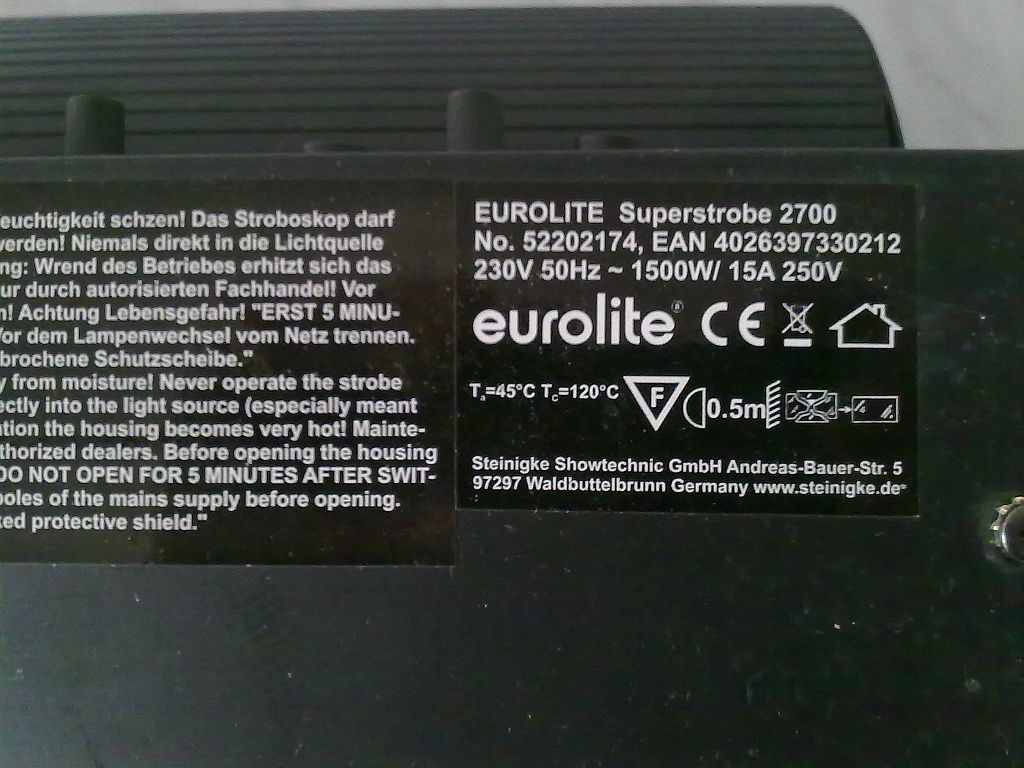 euchtigkeit schzen! Das Stroboskop darf
werden! Niemals direkt in die Lichtquelle
ng: Wrend des Betriebes erhitzt sich das
ur durch autorisierten Fachhandel! Vor
n! Achtung Lebensgefahr! "ERST 5 MINU-
Vor dem Lampenwechsel vom Netz trennen.
brochene Schutzscheibe."
y from moisture! Never operate the strobe
ectly into the light source (especially meant
ation the housing becomes very hot! Mainte-
thorized dealers. Before opening the housing
DO NOT OPEN FOR 5 MINUTES AFTER SWIT-
poles of the mains supply before opening.
ked protective shield."
EUROLITE Superstrobe 2700
No. 52202174, EAN 4026397330212
230V 50Hz ~ 1500W/ 15A 250V
eurolite® CE
Ta=45°C Tc=120°C F 0.5m
Steinigke Showtechnic GmbH Andreas-Bauer-Str. 5
97297 Waldbuttelbrunn Germany www.steinigke.de